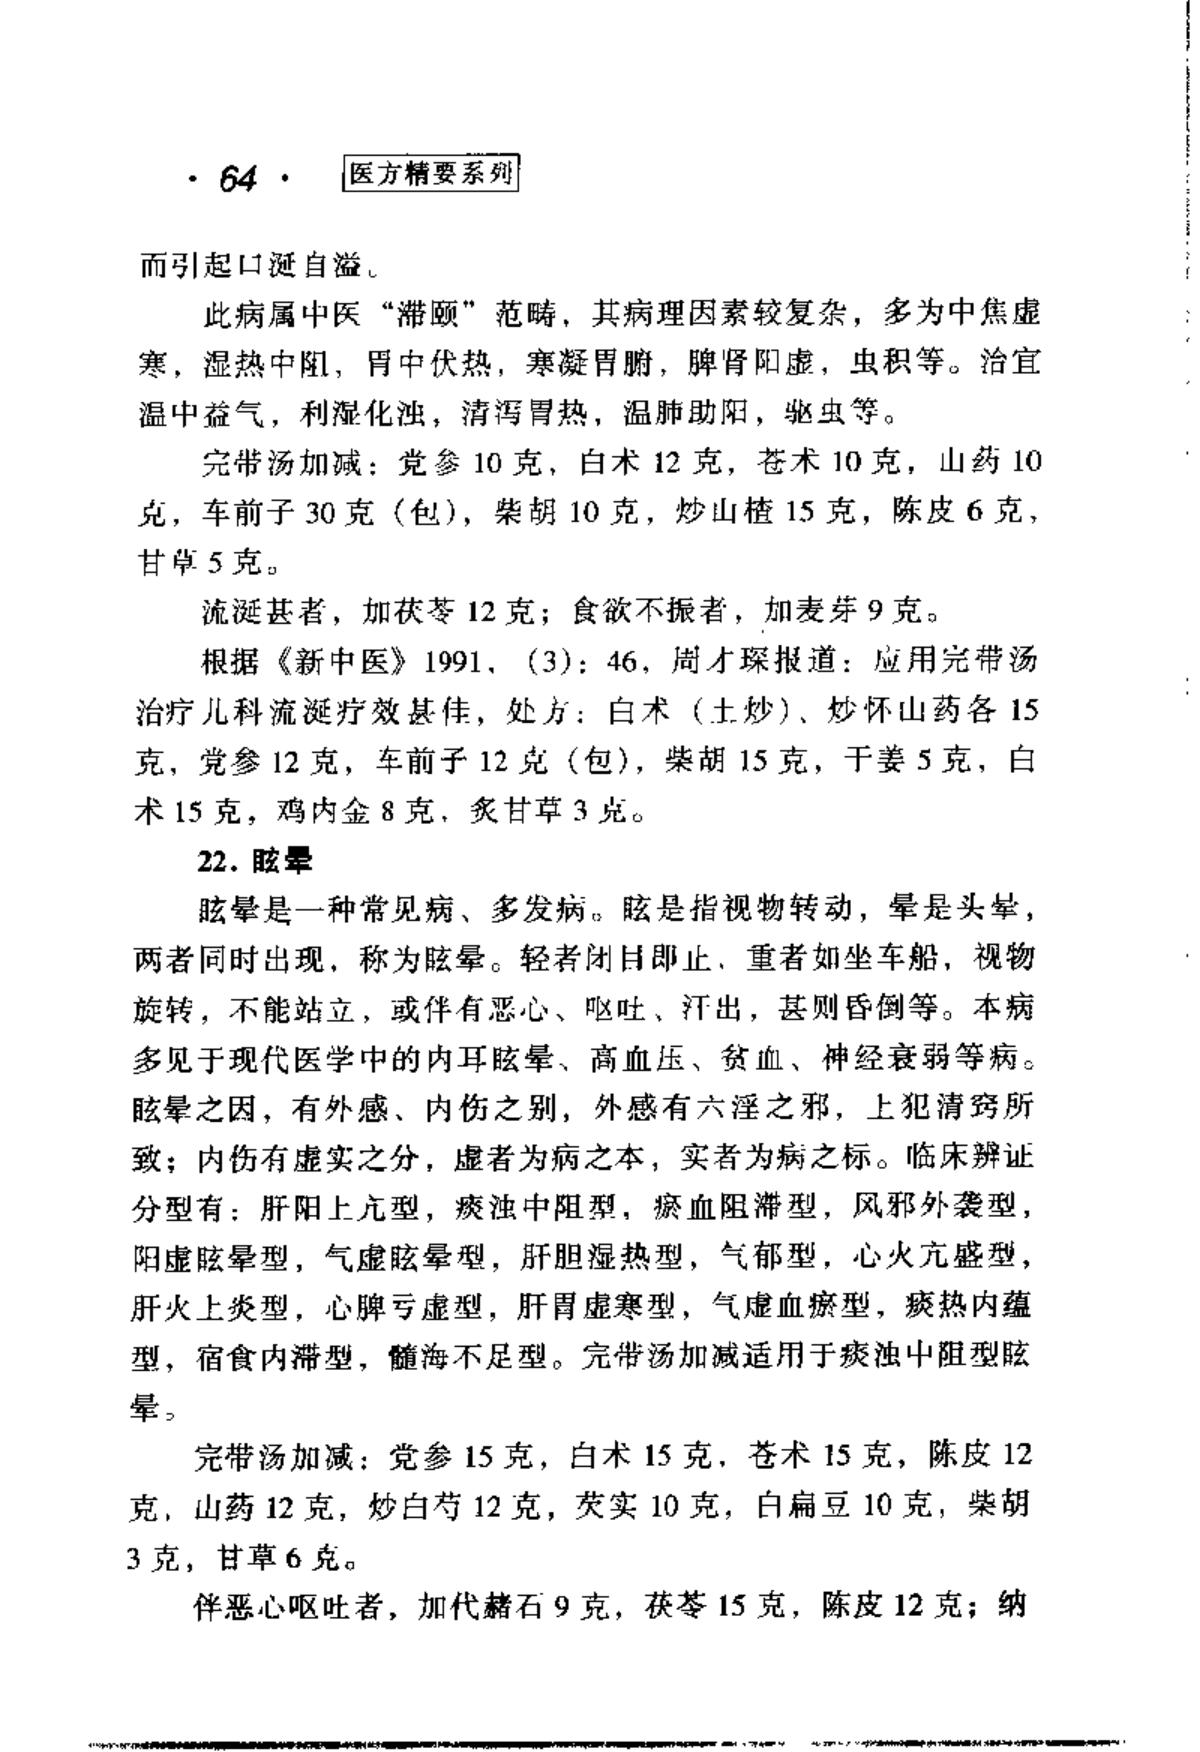 · 64 · 医方精要系列
而引起口涎自溢。
此病属中医“滞颐”范畴，其病理因素较复杂，多为中焦虚
寒，湿热中阻，胃中伏热，寒凝胃腑，脾肾阳虚，虫积等。治宜
温中益气，利湿化浊，清泻胃热，温肺助阳，驱虫等。
完带汤加减：党参 10 克，白术 12 克，苍术 10 克，山药 10
克，车前子 30 克（包），柴胡 10 克，炒山楂 15 克，陈皮 6 克，
甘草 5 克。
流涎甚者，加茯苓 12 克；食欲不振者，加麦芽 9 克。
根据《新中医》1991，（3）：46，周才琛报道：应用完带汤
治疗儿科流涎疗效甚佳，处方：白术（土炒）、炒怀山药各 15
克，党参 12 克，车前子 12 克（包），柴胡 15 克，干姜 5 克，白
术 15 克，鸡内金 8 克，炙甘草 3 克。
22. 眩晕
眩晕是一种常见病、多发病。眩是指视物转动，晕是头晕，
两者同时出现，称为眩晕。轻者闭目即止，重者如坐车船，视物
旋转，不能站立，或伴有恶心、呕吐、汗出，甚则昏倒等。本病
多见于现代医学中的内耳眩晕、高血压、贫血、神经衰弱等病。
眩晕之因，有外感、内伤之别，外感有六淫之邪，上犯清窍所
致；内伤有虚实之分，虚者为病之本，实者为病之标。临床辨证
分型有：肝阳上亢型，痰浊中阻型，瘀血阻滞型，风邪外袭型，
阳虚眩晕型，气虚眩晕型，肝胆湿热型，气郁型，心火亢盛型，
肝火上炎型，心脾亏虚型，肝胃虚寒型，气虚血瘀型，痰热内蕴
型，宿食内滞型，髓海不足型。完带汤加减适用于痰浊中阻型眩
晕。
完带汤加减：党参 15 克，白术 15 克，苍术 15 克，陈皮 12
克，山药 12 克，炒白芍 12 克，芡实 10 克，白扁豆 10 克，柴胡
3 克，甘草 6 克。
伴恶心呕吐者，加代赭石 9 克，茯苓 15 克，陈皮 12 克；纳